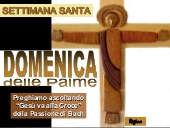 SETTIMANA SANTA
DOMENICA
delle Palme
Preghiamo ascoltando
"Gesù va alla Croce"
della Passione di Bach